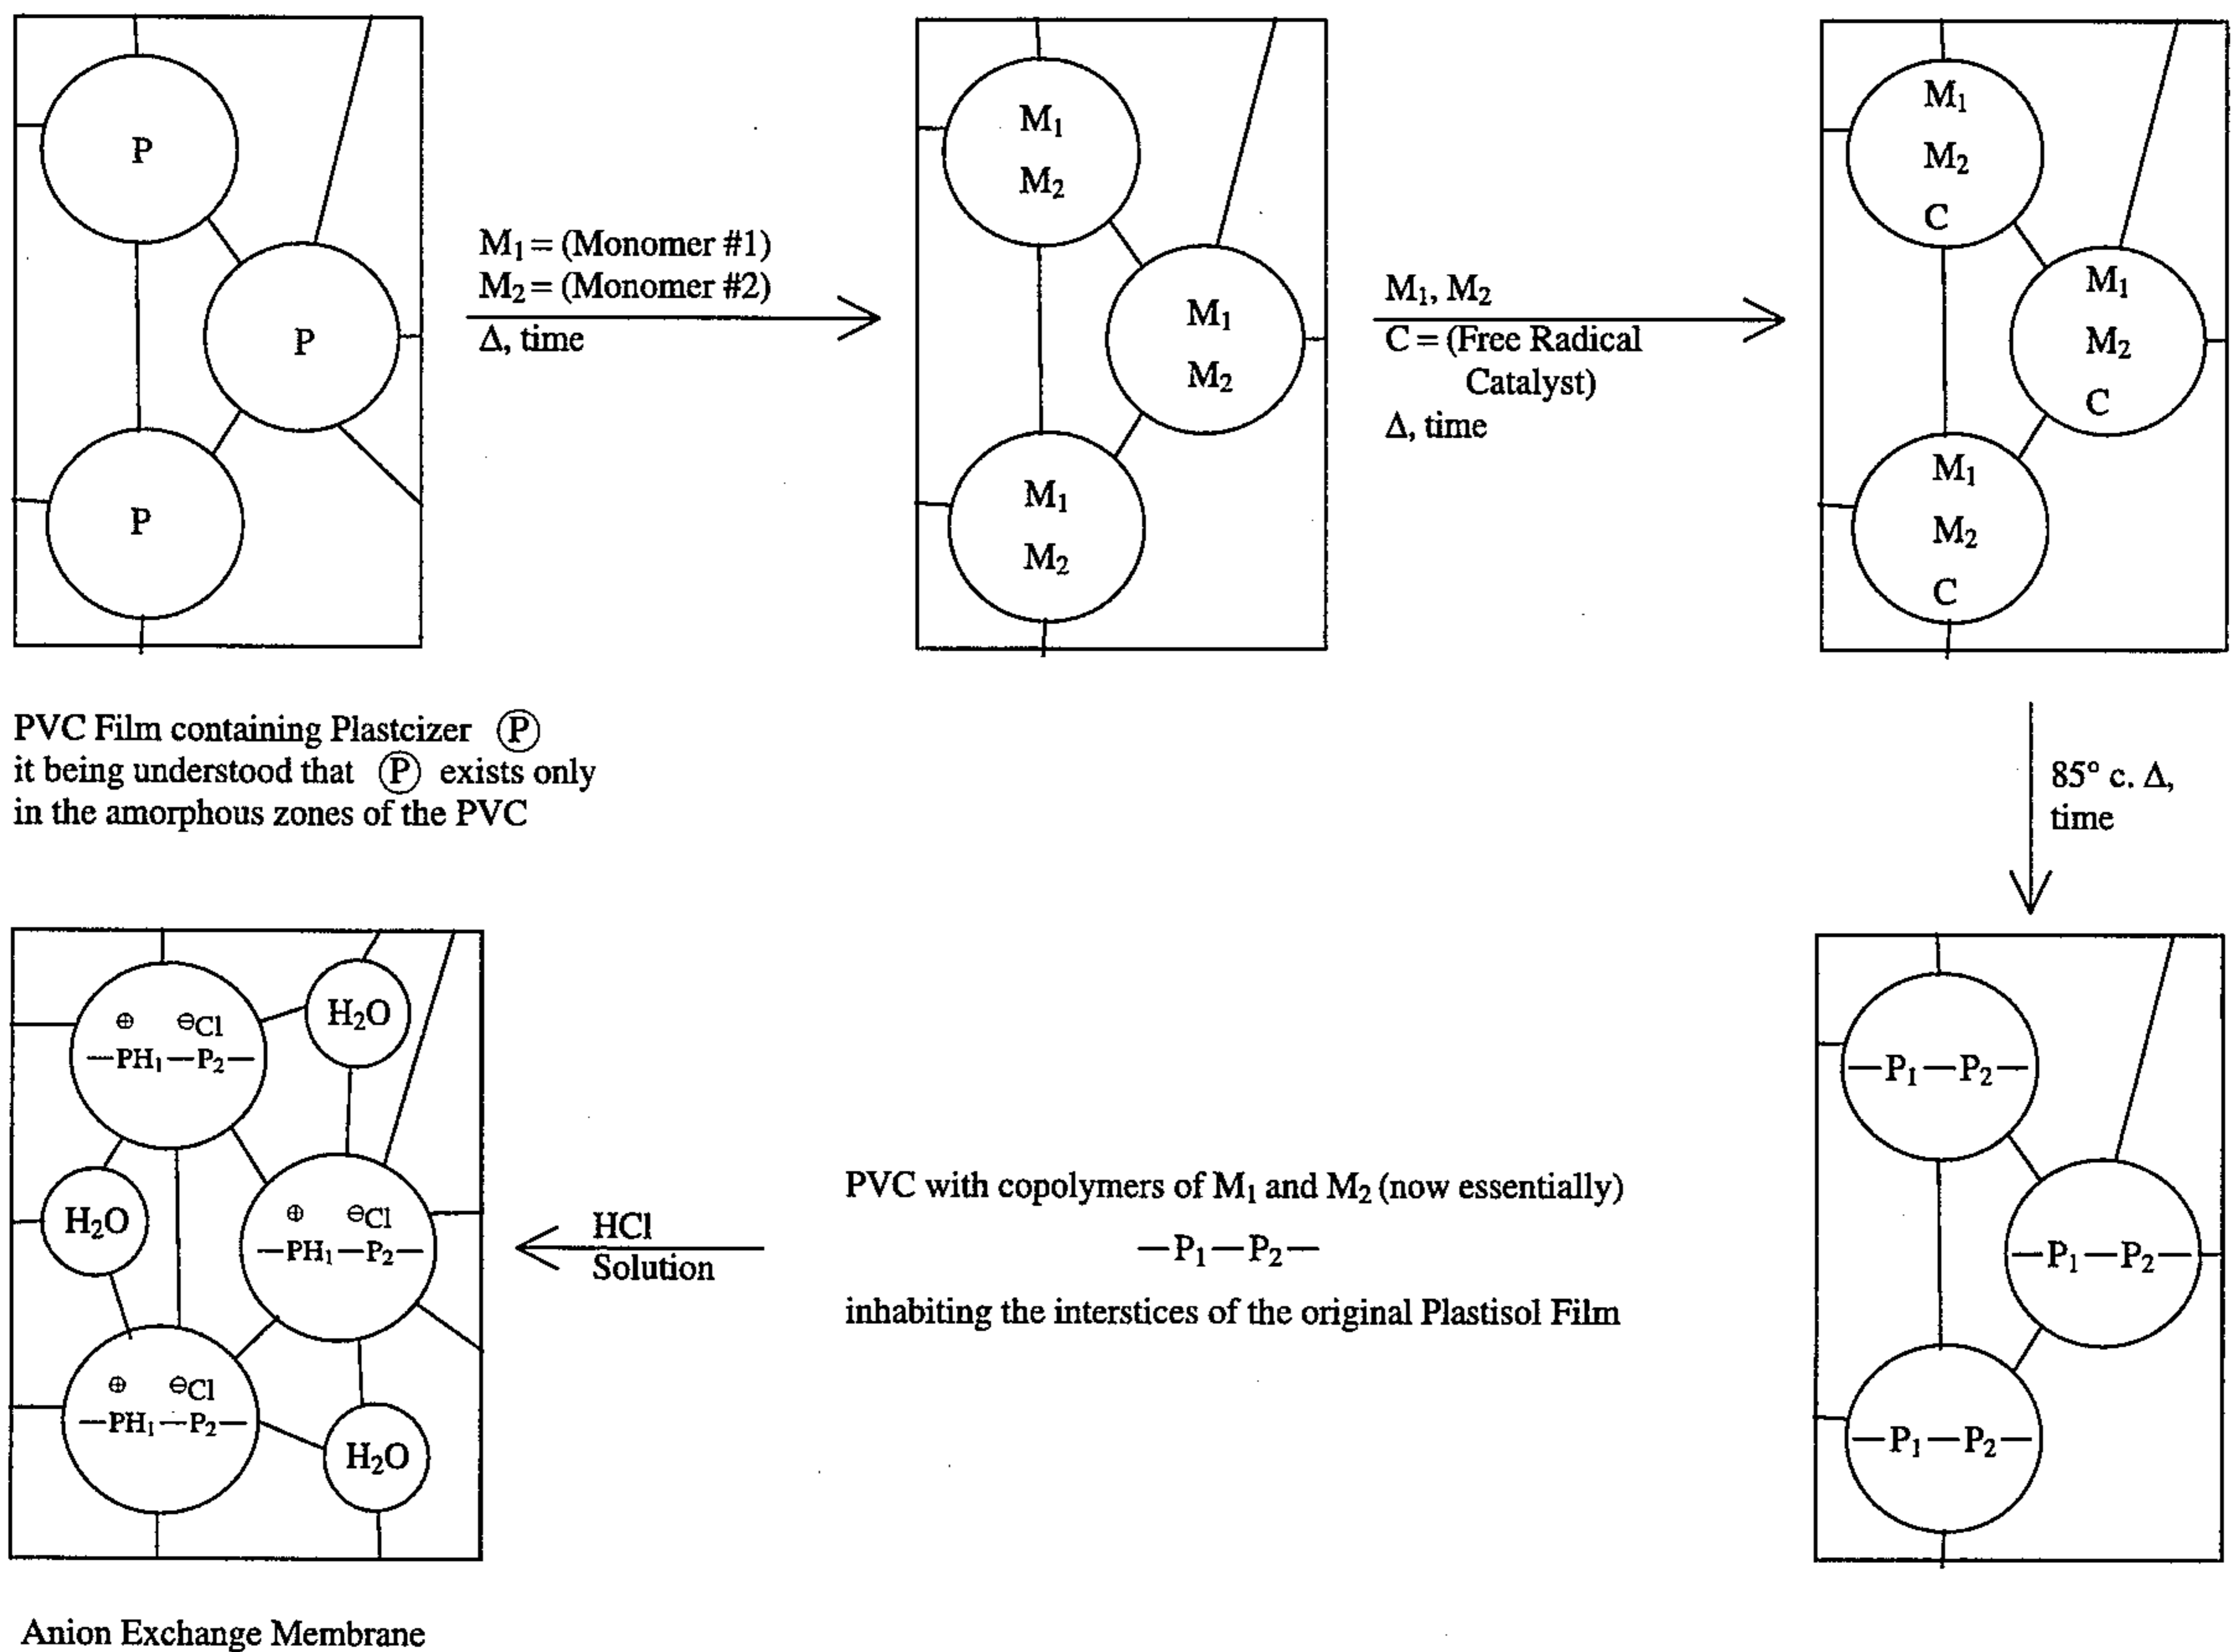 P
P
P
M₁ = (Monomer #1)
M₂ = (Monomer #2)
Δ, time
M₁
M₂
M₁
M₂
M₁
M₂
M₁, M₂
C = (Free Radical
Catalyst)
Δ, time
M₁
M₂
C
M₁
M₂
C
M₁
M₂
C
PVC Film containing Plastcizer Ⓟ
it being understood that Ⓟ exists only
in the amorphous zones of the PVC
85° c. Δ,
time
—P₁—P₂—
—P₁—P₂—
—P₁—P₂—
PVC with copolymers of M₁ and M₂ (now essentially)
—P₁—P₂—
inhabiting the interstices of the original Plastisol Film
HCl
Solution
⊕ ⊖Cl
—PH₁—P₂—
H₂O
H₂O
⊕ ⊖Cl
—PH₁—P₂—
⊕ ⊖Cl
—PH₁—P₂—
H₂O
Anion Exchange Membrane